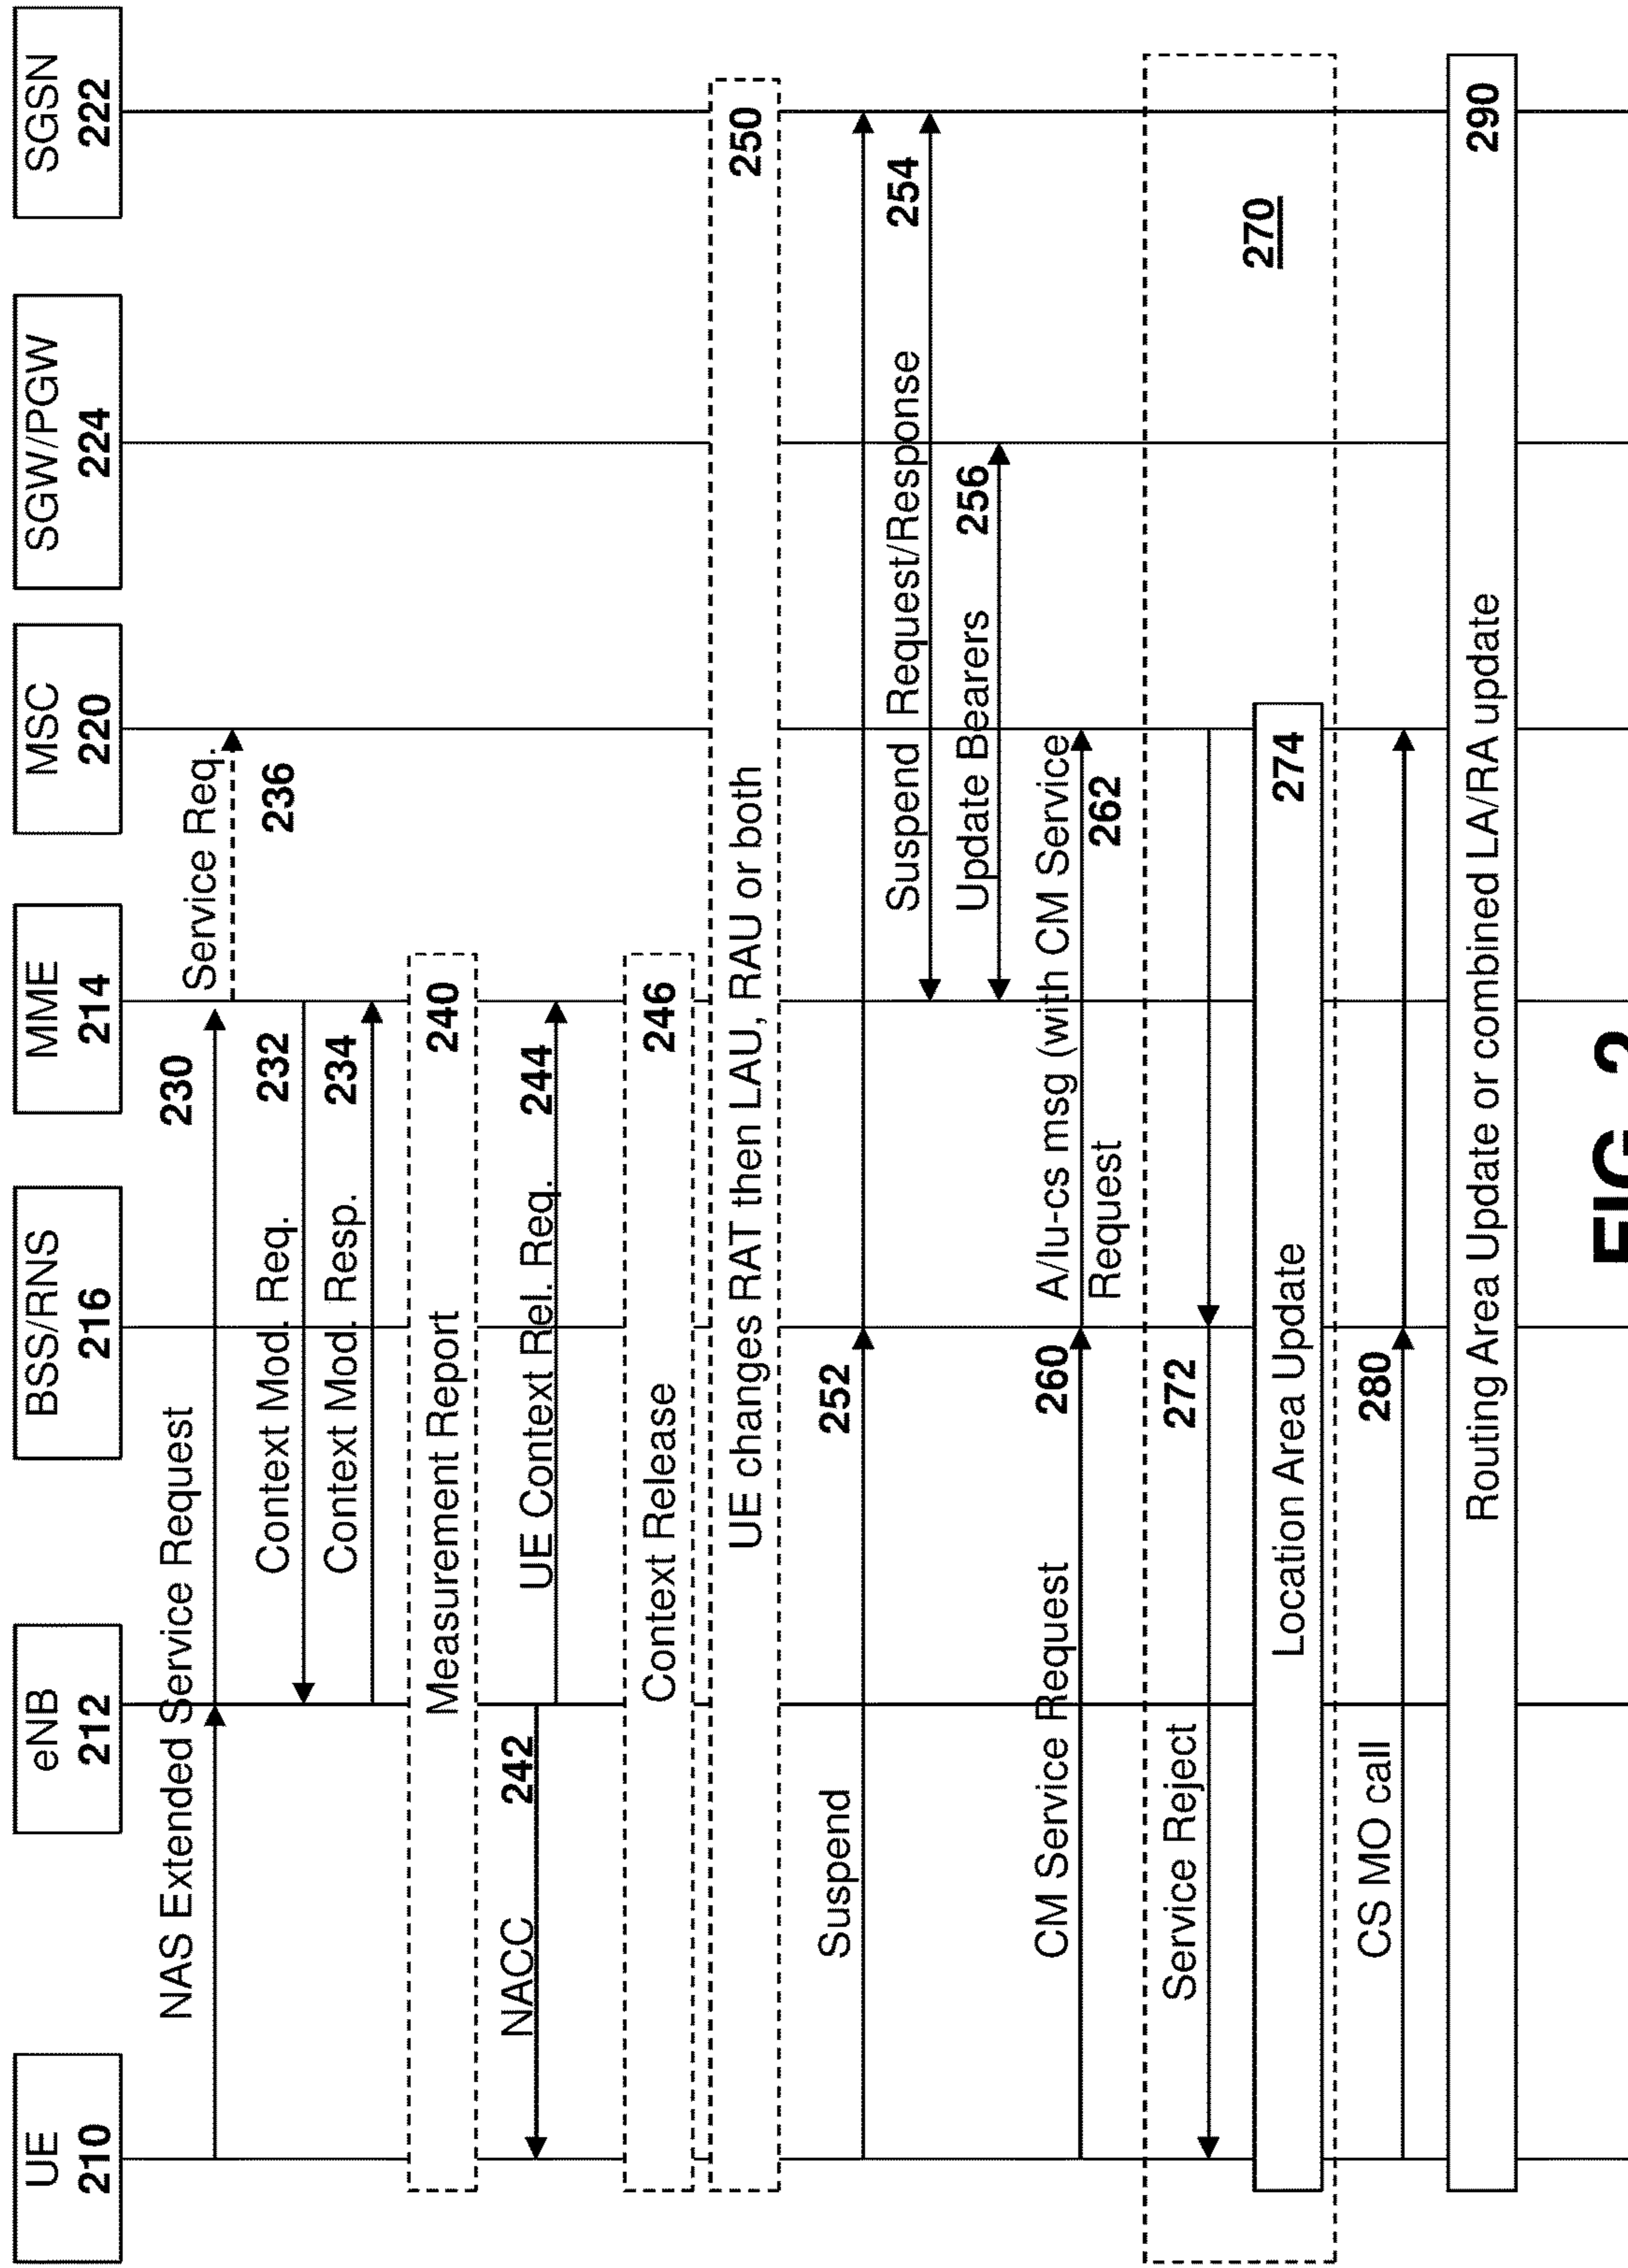 UE
210
eNB
212
BSS/RNS
216
MME
214
MSC
220
SGW/PGW
224
SGSN
222
NAS Extended Service Request
230
Service Req.
236
Context Mod. Req.
232
Context Mod. Resp.
234
Measurement Report
240
NACC
242
UE Context Rel. Req.
244
Context Release
246
UE changes RAT then LAU, RAU or both
250
Suspend
252
Suspend Request/Response
254
Update Bearers
256
CM Service Request
260
A/Iu-cs msg (with CM Service
Request
262
Service Reject
272
270
Location Area Update
274
CS MO call
280
Routing Area Update or combined LA/RA update
290
FIG. 2